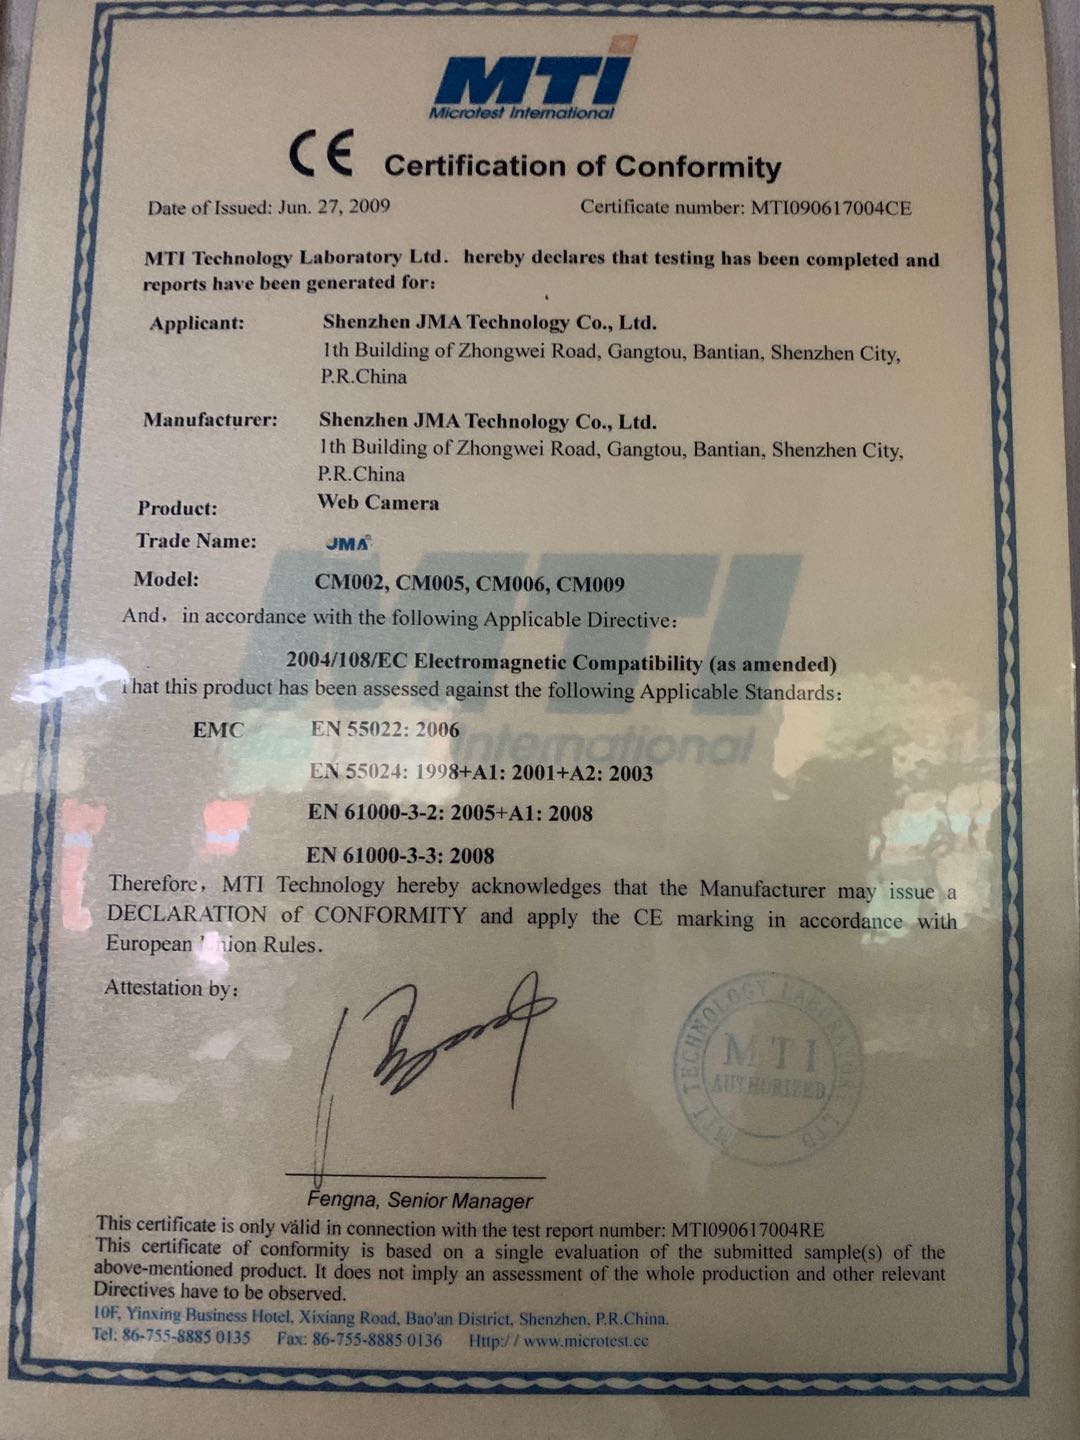 MTi
Microtest International
CE Certification of Conformity
Date of Issued: Jun. 27, 2009 Certificate number: MTI090617004CE
MTI Technology Laboratory Ltd. hereby declares that testing has been completed and
reports have been generated for:
Applicant: Shenzhen JMA Technology Co., Ltd.
1th Building of Zhongwei Road, Gangtou, Bantian, Shenzhen City,
P.R.China
Manufacturer: Shenzhen JMA Technology Co., Ltd.
1th Building of Zhongwei Road, Gangtou, Bantian, Shenzhen City,
P.R.China
Product: Web Camera
Trade Name: JMA®
Model: CM002, CM005, CM006, CM009
And, in accordance with the following Applicable Directive:
2004/108/EC Electromagnetic Compatibility (as amended)
That this product has been assessed against the following Applicable Standards:
EMC EN 55022: 2006
EN 55024: 1998+A1: 2001+A2: 2003
EN 61000-3-2: 2005+A1: 2008
EN 61000-3-3: 2008
MTI
International
Therefore, MTI Technology hereby acknowledges that the Manufacturer may issue a
DECLARATION of CONFORMITY and apply the CE marking in accordance with
European Union Rules.
Attestation by:
MTI TECHNOLOGY LABORATORY LTD
MTI
AUTHORIZED
Fengna, Senior Manager
This certificate is only valid in connection with the test report number: MTI090617004RE
This certificate of conformity is based on a single evaluation of the submitted sample(s) of the
above-mentioned product. It does not imply an assessment of the whole production and other relevant
Directives have to be observed.
10F, Yinxing Business Hotel, Xixiang Road, Bao'an District, Shenzhen, P.R.China.
Tel: 86-755-8885 0135 Fax: 86-755-8885 0136 Http://www.microtest.cc